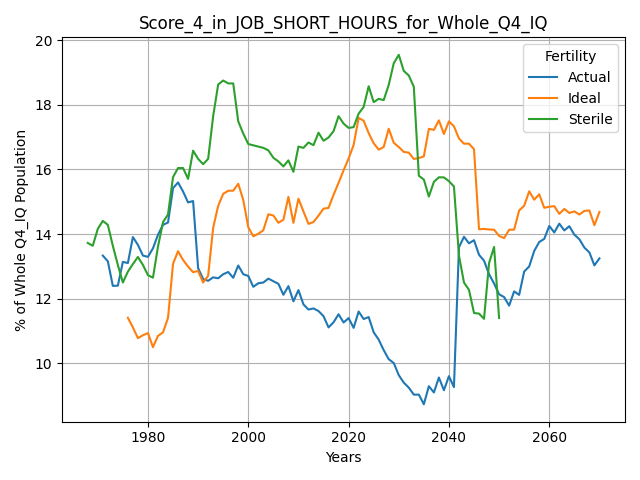 Score_4_in_JOB_SHORT_HOURS_for_Whole_Q4_IQ
% of Whole Q4_IQ Population
20
18
16
14
12
10
1980
2000
2020
2040
2060
Years
Fertility
Actual
Ideal
Sterile